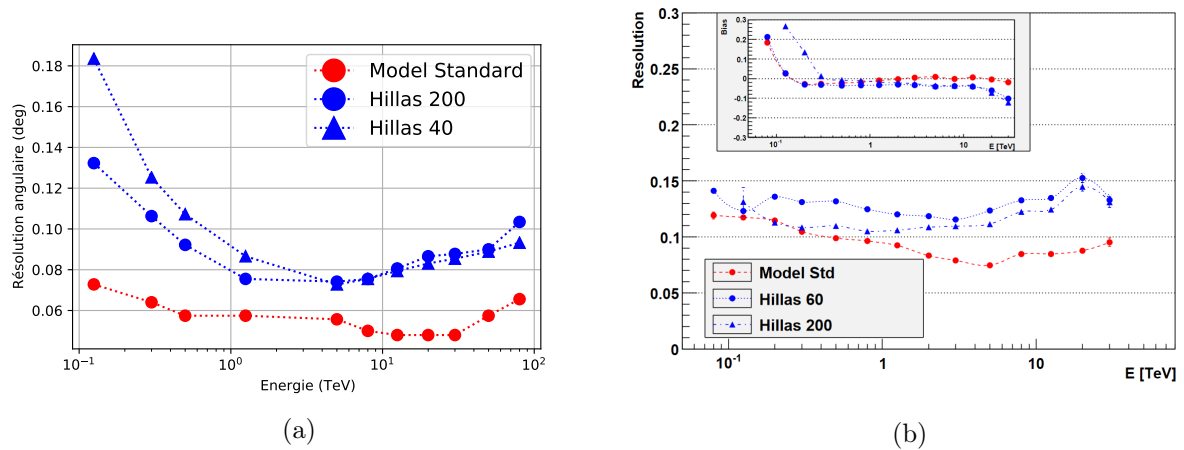 0.18
0.16
0.14
0.12
0.10
0.08
0.06
Résolution angulaire (deg)
Model Standard
Hillas 200
Hillas 40
10⁻¹
10⁰
10¹
10²
Energie (TeV)
(a)
Resolution
0.3
0.25
0.2
0.15
0.1
0.05
0
Bias
0.3
0.2
0.1
0
-0.1
-0.2
-0.3
10⁻¹
1
10
E [TeV]
Model Std
Hillas 60
Hillas 200
10⁻¹
1
10
E [TeV]
(b)